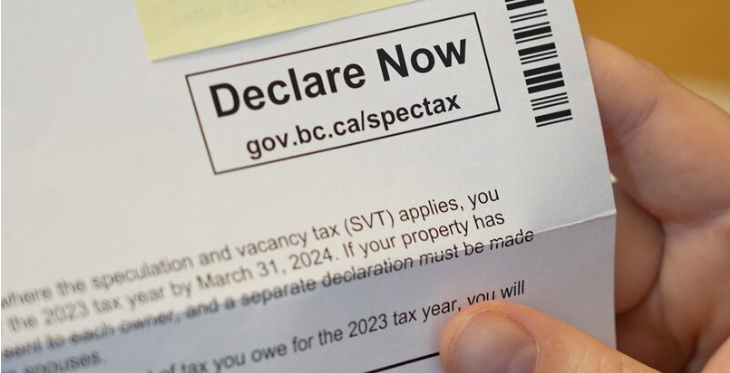 Letter ID:
Declare Now
gov.bc.ca/spectax
where the speculation and vacancy tax (SVT) applies, you
the 2023 tax year by March 31, 2024. If your property has
sent to each owner, and a separate declaration must be made
spouses.
of tax you owe for the 2023 tax year, you will